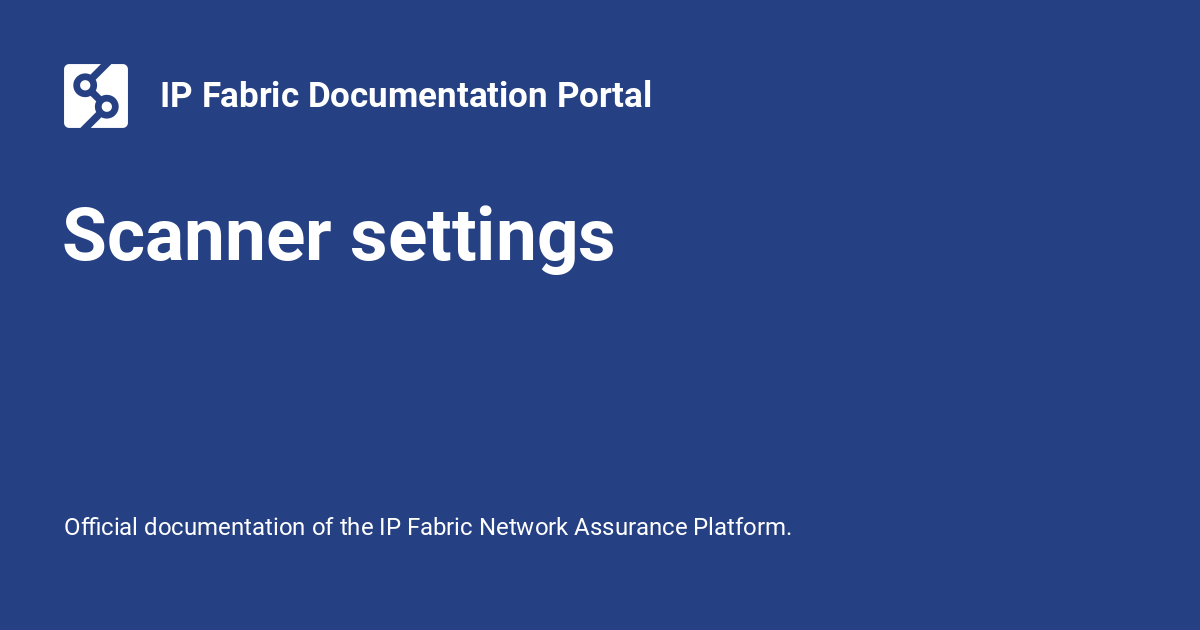 IP Fabric Documentation Portal
Scanner settings
Official documentation of the IP Fabric Network Assurance Platform.